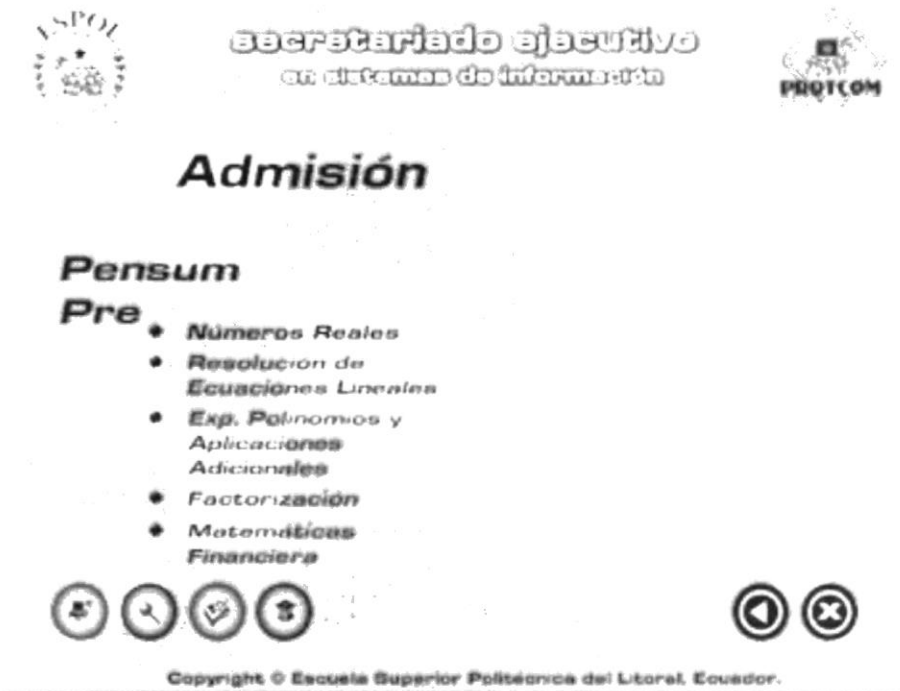 ESPOL
secretariado ejecutivo
en sistemas de información
PROTCOM
Admisión
Pensum
Pre
Números Reales
Resolución de
Ecuaciones Lineales
Exp. Polinomios y
Aplicaciones
Adicionales
Factorización
Matemáticas
Financiera
Copyright © Escuela Superior Politécnica del Litoral, Ecuador.